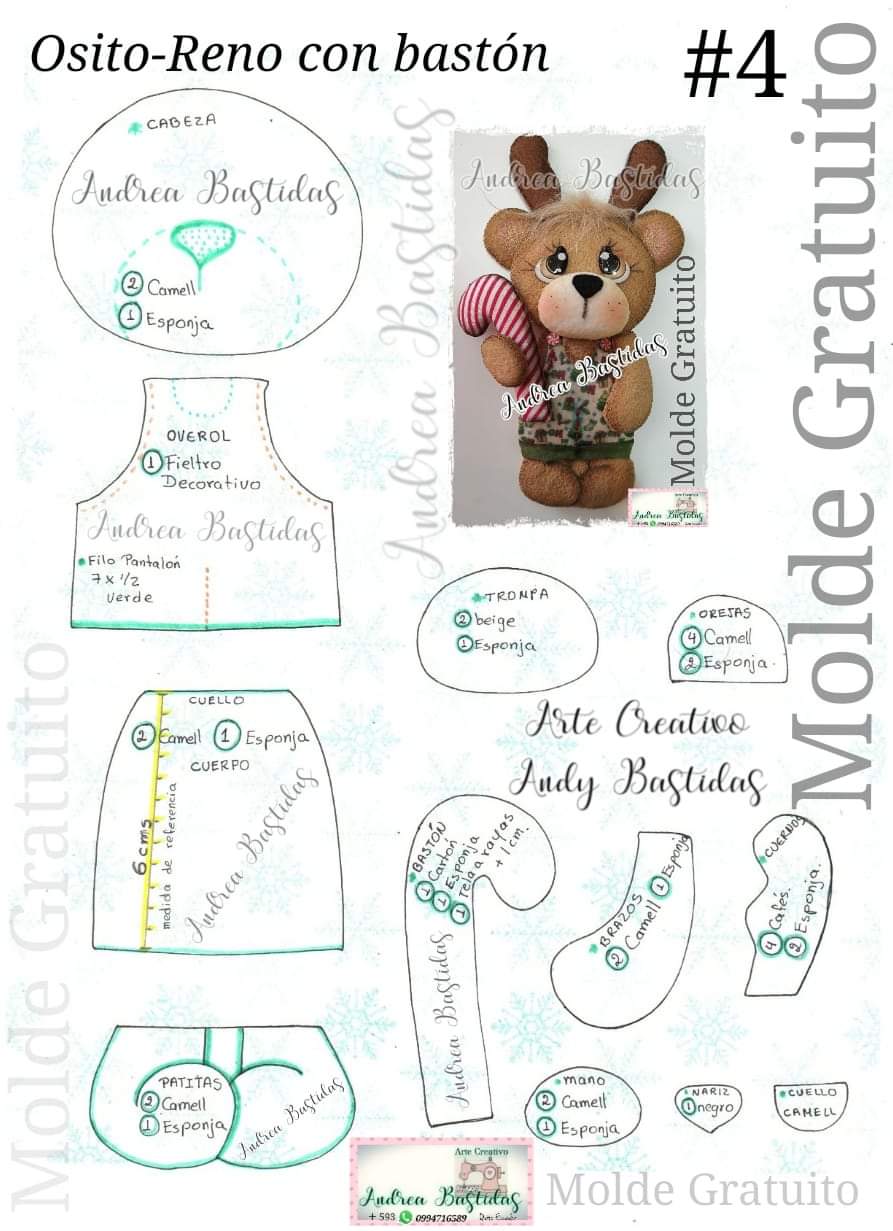 Osito-Reno con bastón
#4
Molde Gratuito
CABEZA
Andrea Bastidas
2 Camell
1 Esponja
Andrea Bastidas
Andrea Bastidas
Andrea Bastidas
Molde Gratuito
Arte Creativo
Andrea Bastidas
OVEROL
1 Fieltro
Decorativo
Andrea Bastidas
Filo Pantalón
7 x 1/2
verde
TROMPA
2 beige
1 Esponja
OREJAS
4 Camell
2 Esponja.
Molde Gratuito
Arte Creativo
Andy Bastidas
CUELLO
2 Camell 1 Esponja
CUERPO
6cms
medida de referencia
Andrea Bastidas
BASTÓN
1 Cartón
1 Esponja
1 Tela a rayas
+ 1 cm.
Andrea Bastidas
BRAZOS
2 Camell 1 Esponja
CUERNOS
4 Cafés.
2 Esponja.
PATITAS
2 Camell
1 Esponja
Andrea Bastidas
mano
2 Camell
1 Esponja
NARIZ
1 negro
CUELLO
CAMELL
Arte Creativo
Andrea Bastidas
+ 593 0994716589
Molde Gratuito